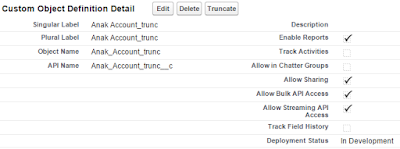 Custom Object Definition Detail Edit Delete Truncate
Singular Label Anak Account_trunc Description
Plural Label Anak Account_trunc Enable Reports
Object Name Anak_Account_trunc Track Activities
API Name Anak_Account_trunc__c Allow in Chatter Groups
Allow Sharing
Allow Bulk API Access
Allow Streaming API
Access
Track Field History
Deployment Status In Development